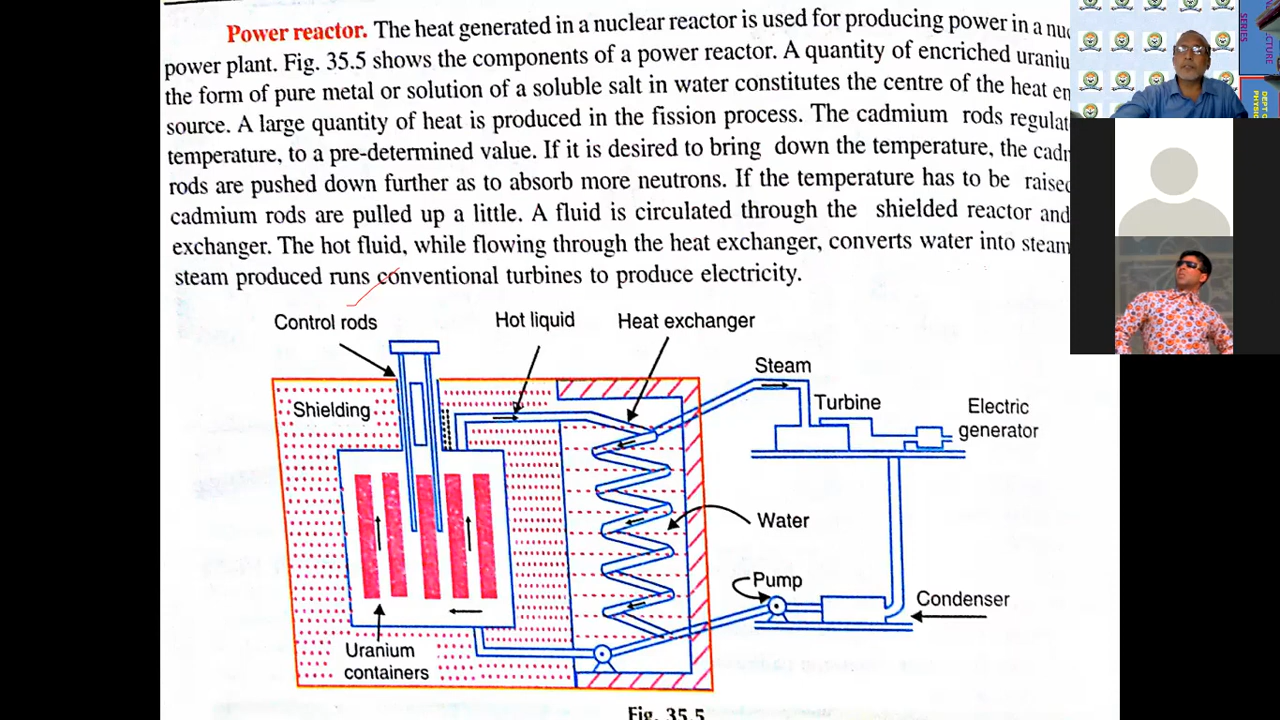 Power reactor. The heat generated in a nuclear reactor is used for producing power in a nuc
power plant. Fig. 35.5 shows the components of a power reactor. A quantity of encriched uraniu
the form of pure metal or solution of a soluble salt in water constitutes the centre of the heat en
source. A large quantity of heat is produced in the fission process. The cadmium rods regulat
temperature, to a pre-determined value. If it is desired to bring down the temperature, the cadr
rods are pushed down further as to absorb more neutrons. If the temperature has to be raised
cadmium rods are pulled up a little. A fluid is circulated through the shielded reactor and
exchanger. The hot fluid, while flowing through the heat exchanger, converts water into steam
steam produced runs conventional turbines to produce electricity.
Control rods
Hot liquid
Heat exchanger
Steam
Shielding
Turbine
Electric
generator
Water
Pump
Condenser
Uranium
containers
Fig. 35.5
SERIES
CTURE
DEPT O
PHYSIC